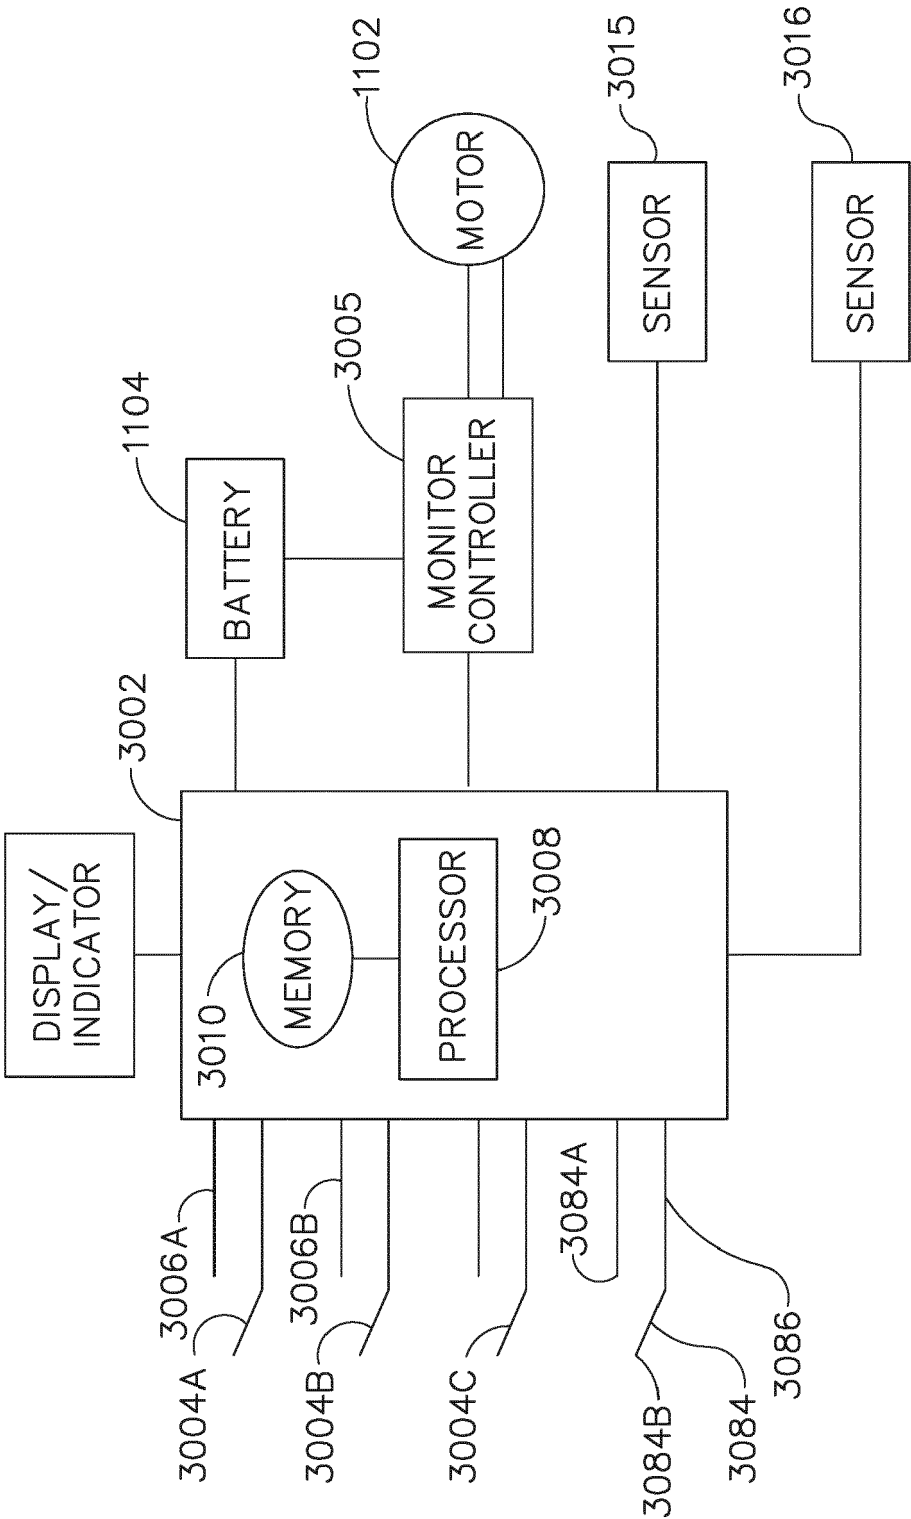 DISPLAY/
INDICATOR
3002
1104
BATTERY
3005
MONITOR
CONTROLLER
1102
MOTOR
3015
SENSOR
3016
SENSOR
3010
MEMORY
PROCESSOR
3008
3006A
3004A
3006B
3004B
3004C
3084A
3084B
3084
3086